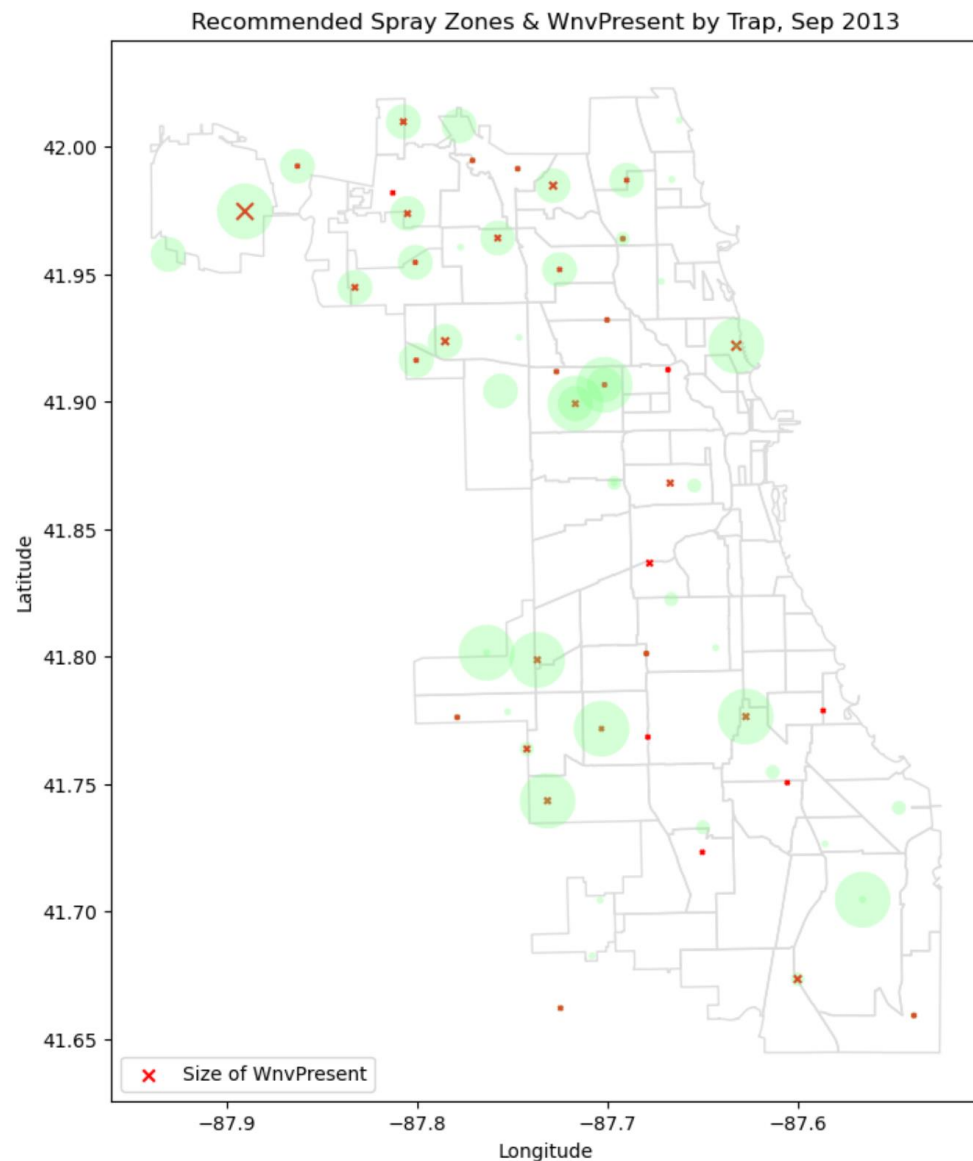 Recommended Spray Zones & WnvPresent by Trap, Sep 2013
42.00
41.95
41.90
41.85
41.80
41.75
41.70
41.65
Latitude
Size of WnvPresent
−87.9 −87.8 −87.7 −87.6
Longitude